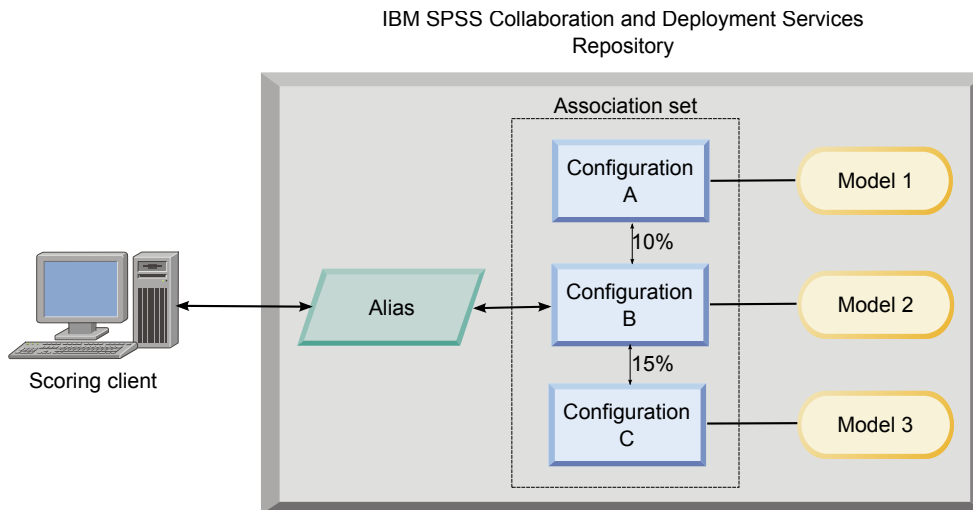 IBM SPSS Collaboration and Deployment Services
Repository
Association set
Configuration
A
Model 1
10%
Scoring client
Alias
Configuration
B
Model 2
15%
Configuration
C
Model 3